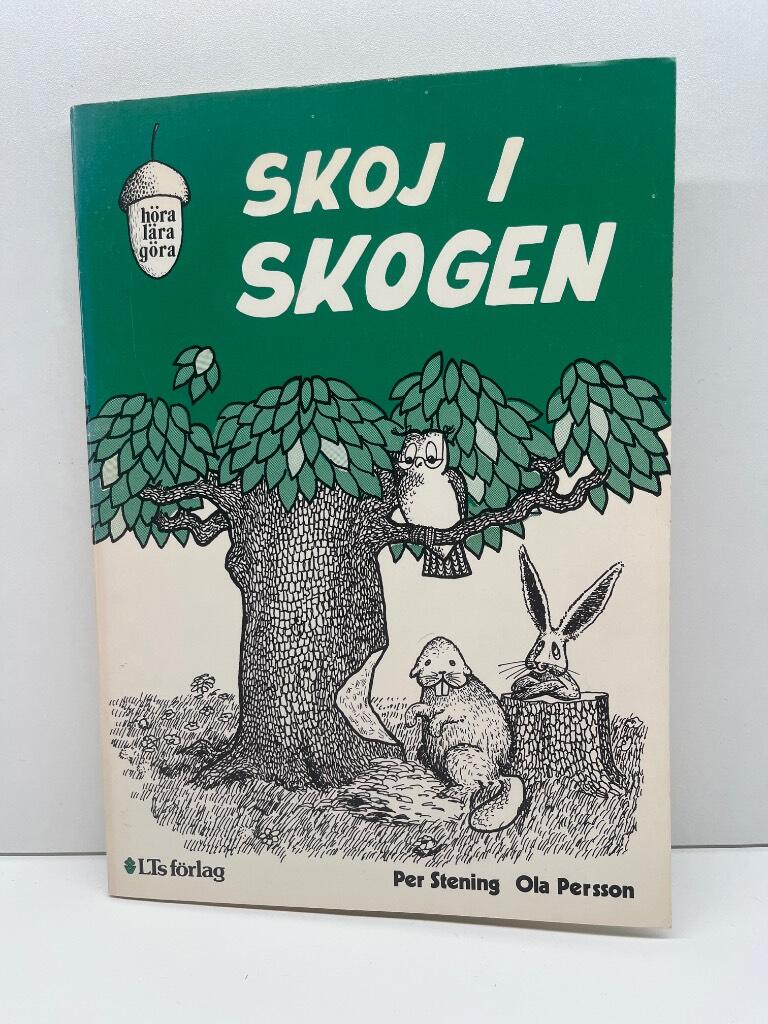 höra
lära
göra
SKOJ I
SKOGEN
LTs förlag
Per Stening Ola Persson